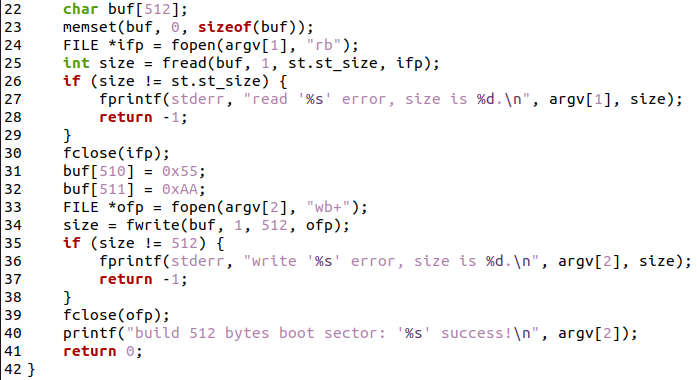 22     char buf[512];
23     memset(buf, 0, sizeof(buf));
24     FILE *ifp = fopen(argv[1], "rb");
25     int size = fread(buf, 1, st.st_size, ifp);
26     if (size != st.st_size) {
27         fprintf(stderr, "read '%s' error, size is %d.\n", argv[1], size);
28         return -1;
29     }
30     fclose(ifp);
31     buf[510] = 0x55;
32     buf[511] = 0xAA;
33     FILE *ofp = fopen(argv[2], "wb+");
34     size = fwrite(buf, 1, 512, ofp);
35     if (size != 512) {
36         fprintf(stderr, "write '%s' error, size is %d.\n", argv[2], size);
37         return -1;
38     }
39     fclose(ofp);
40     printf("build 512 bytes boot sector: '%s' success!\n", argv[2]);
41     return 0;
42 }